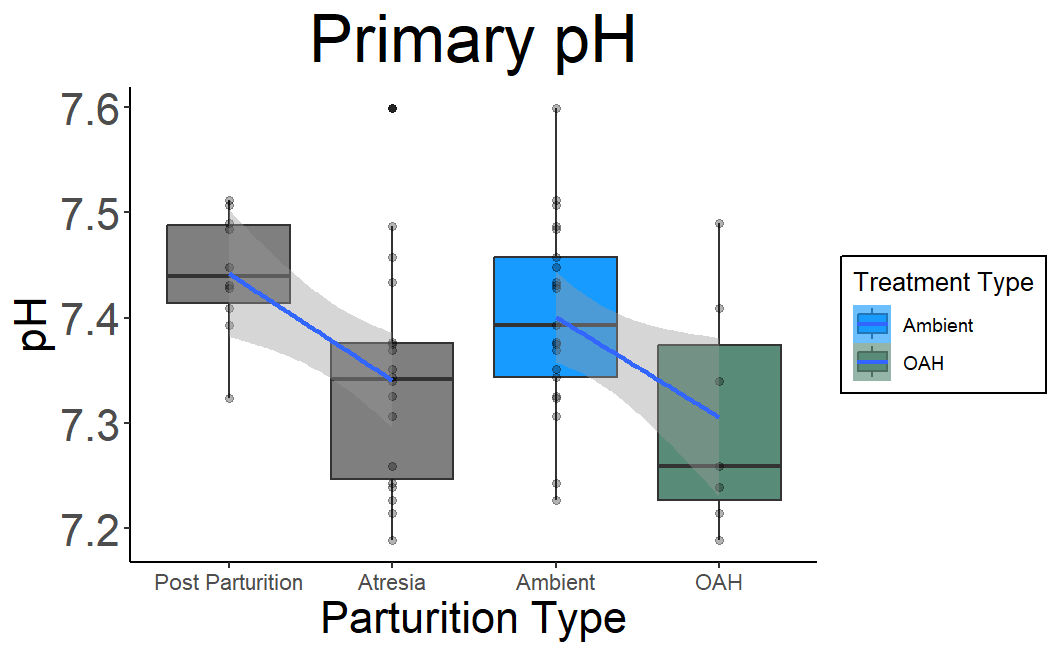 Primary pH
7.6
7.5
7.4
7.3
7.2
pH
Post Parturition
Atresia
Ambient
OAH
Parturition Type
Treatment Type
Ambient
OAH